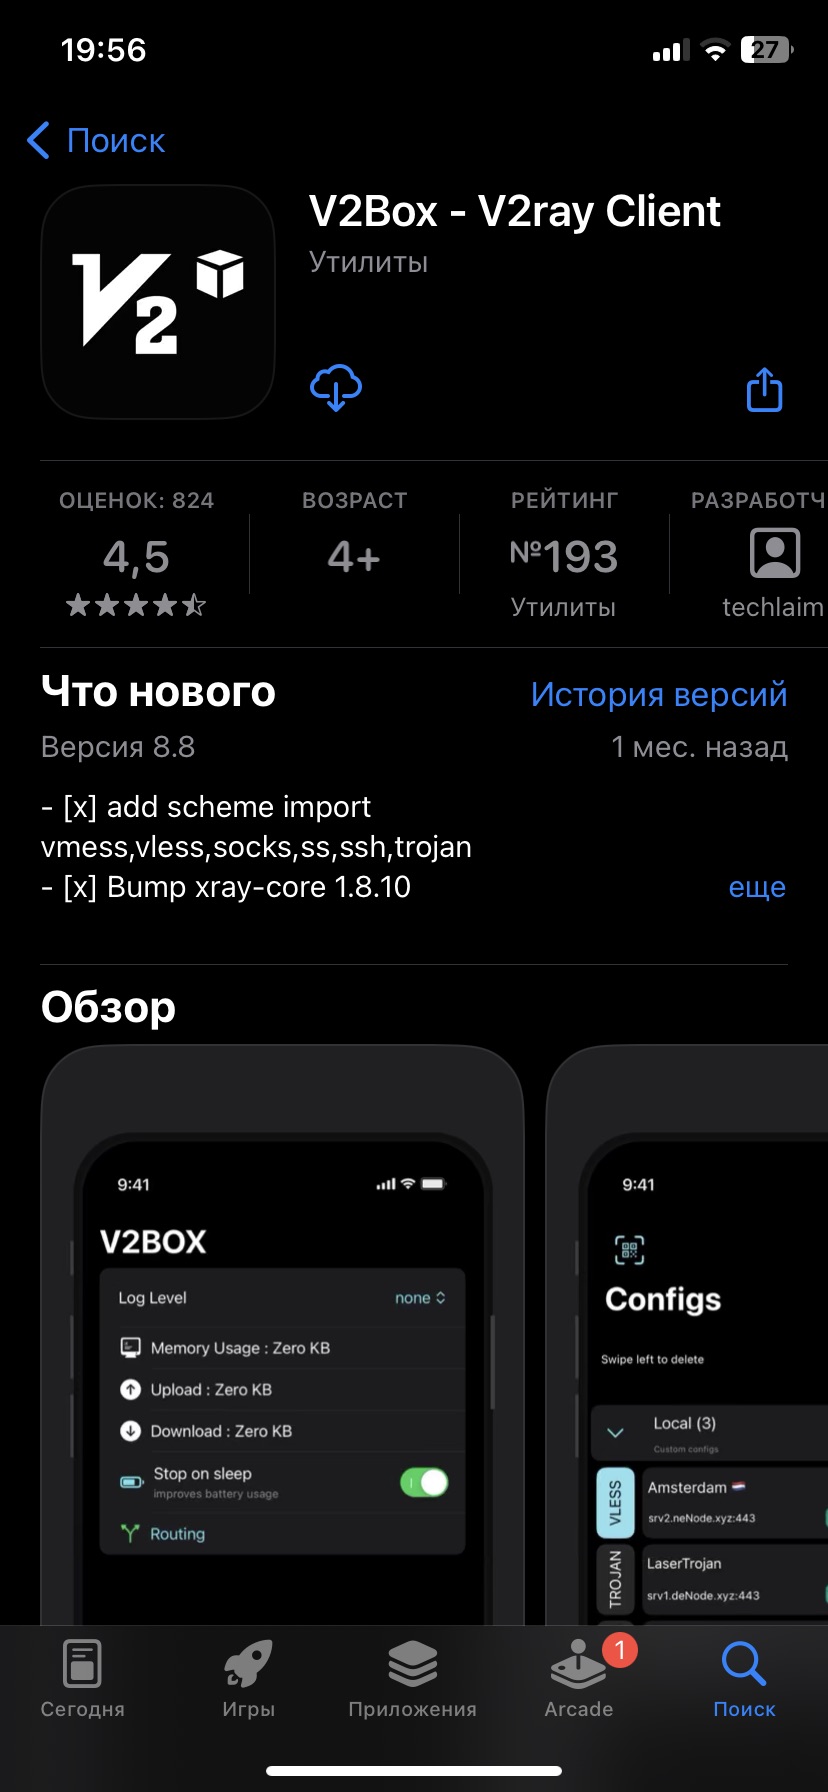 19:56
27
Поиск
V2
V2Box - V2ray Client
Утилиты
ОЦЕНОК: 824
ВОЗРАСТ
РЕЙТИНГ
РАЗРАБОТЧ
4,5
4+
№193
Утилиты
techlaim
Что нового
История версий
Версия 8.8
1 мес. назад
- [x] add scheme import
vmess,vless,socks,ss,ssh,trojan
- [x] Bump xray-core 1.8.10
еще
Обзор
9:41
V2BOX
Log Level
none
Memory Usage : Zero KB
Upload : Zero KB
Download : Zero KB
Stop on sleep
improves battery usage
Routing
9:41
Configs
Swipe left to delete
Local (3)
Custom configs
VLESS
Amsterdam
srv2.neNode.xyz:443
TROJAN
LaserTrojan
srv1.deNode.xyz:443
Сегодня
Игры
Приложения
Arcade
1
Поиск